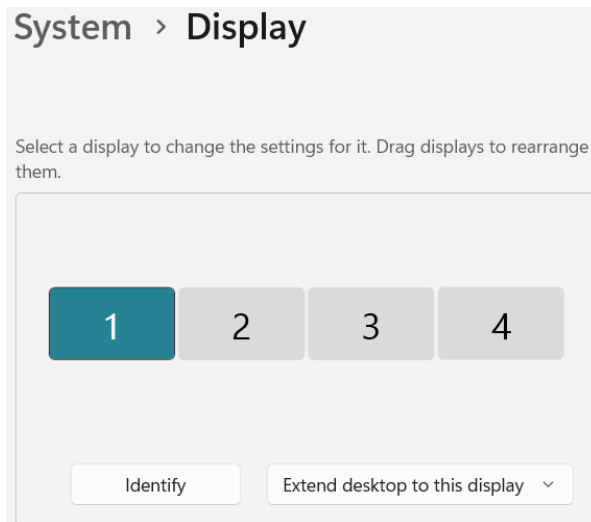 System > Display
Select a display to change the settings for it. Drag displays to rearrange
them.
1 2 3 4
Identify Extend desktop to this display